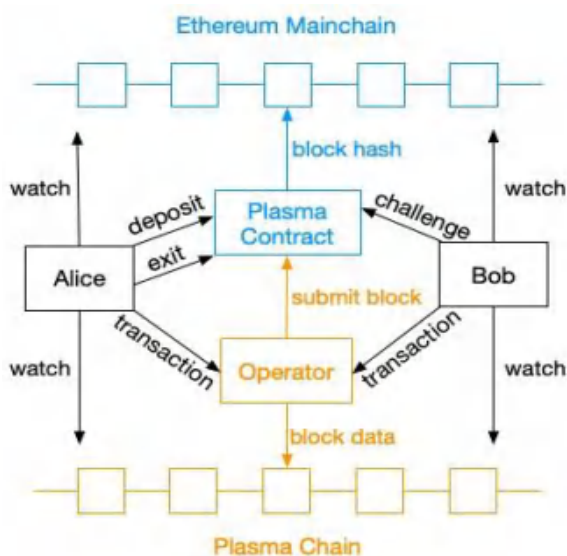 Ethereum Mainchain
block hash
watch
watch
deposit
challenge
Plasma
Contract
exit
Alice
Bob
submit block
transaction
transaction
watch
watch
Operator
block data
Plasma Chain